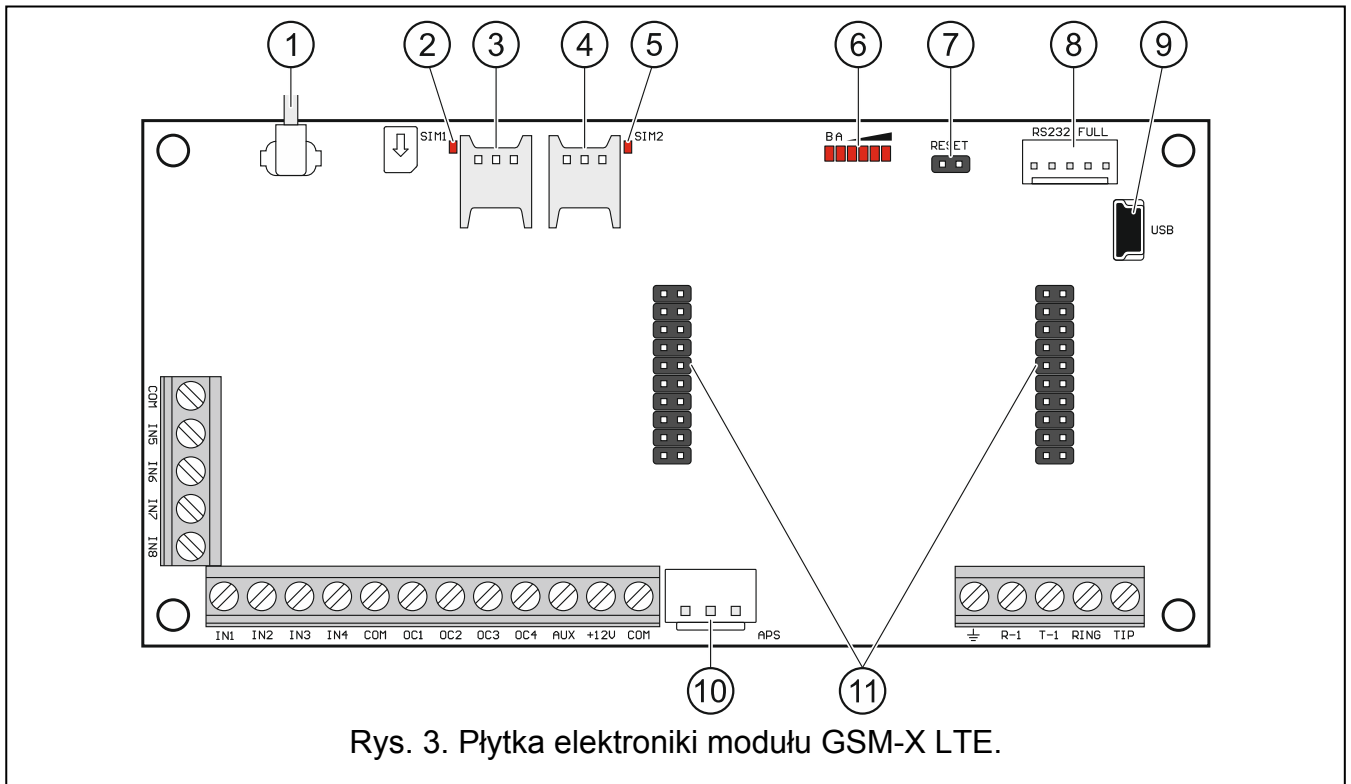 1 2 3 4 5 6 7 8 9
SIM1 SIM2 BA RESET RS232 FULL
USB
COM
IN5
IN6
IN7
IN8
IN1 IN2 IN3 IN4 COM OC1 OC2 OC3 OC4 AUX +12V COM APS R-1 T-1 RING TIP
10 11
Rys. 3. Płytka elektroniki modułu GSM-X LTE.